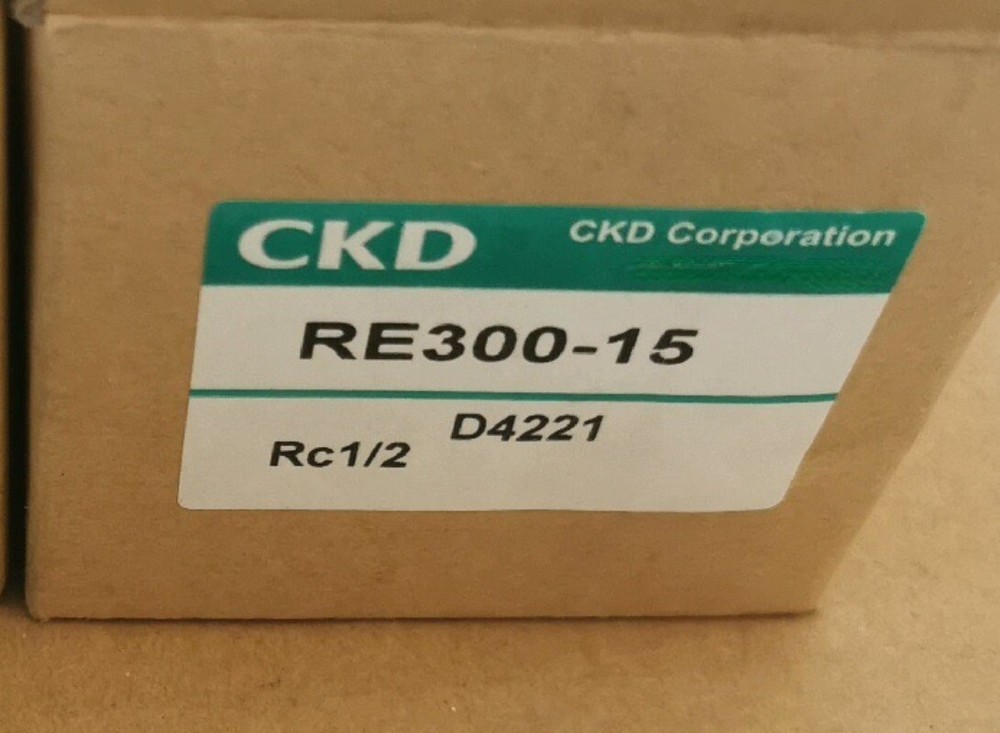 CKD
CKD Corporation
RE300-15
D4221
Rc1/2